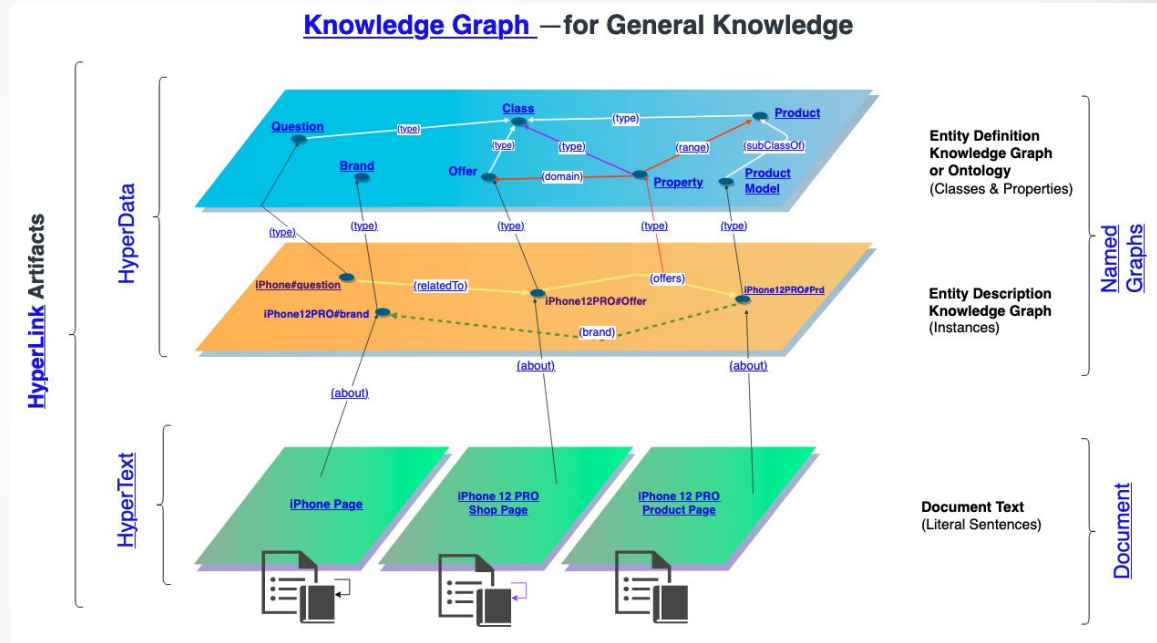 Knowledge Graph —for General Knowledge
HyperLink Artifacts
HyperData
HyperText
Question
Class
Product
(type)
(type)
(type)
(type)
(range)
(subClassOf)
Brand
Offer
(domain)
Property
Product
Model
Entity Definition
Knowledge Graph
or Ontology
(Classes & Properties)
(type)
(type)
(type)
(type)
(type)
iPhone#question
(relatedTo)
(offers)
iPhone12PRO#Offer
iPhone12PRO#Prd
iPhone12PRO#brand
(brand)
Entity Description
Knowledge Graph
(Instances)
Named
Graphs
(about)
(about)
(about)
iPhone Page
iPhone 12 PRO
Shop Page
iPhone 12 PRO
Product Page
Document Text
(Literal Sentences)
Document